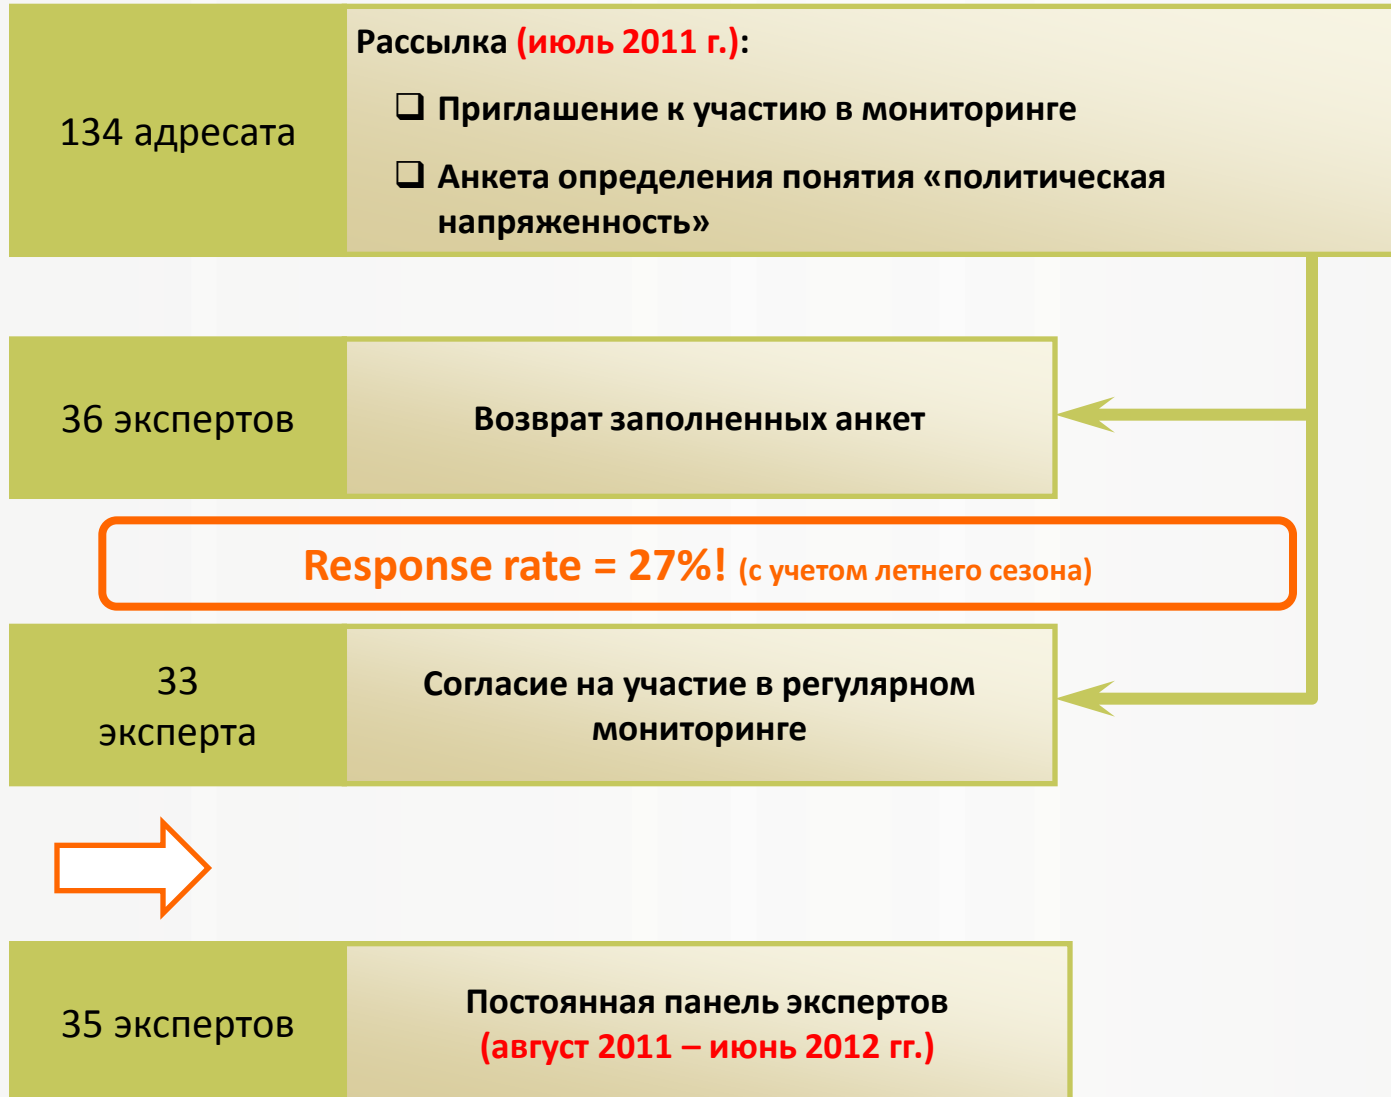 134 адресата
Рассылка (июль 2011 г.):
Приглашение к участию в мониторинге
Анкета определения понятия «политическая
напряженность»
36 экспертов
Возврат заполненных анкет
Response rate = 27%! (с учетом летнего сезона)
33
эксперта
Согласие на участие в регулярном
мониторинге
35 экспертов
Постоянная панель экспертов
(август 2011 – июнь 2012 гг.)